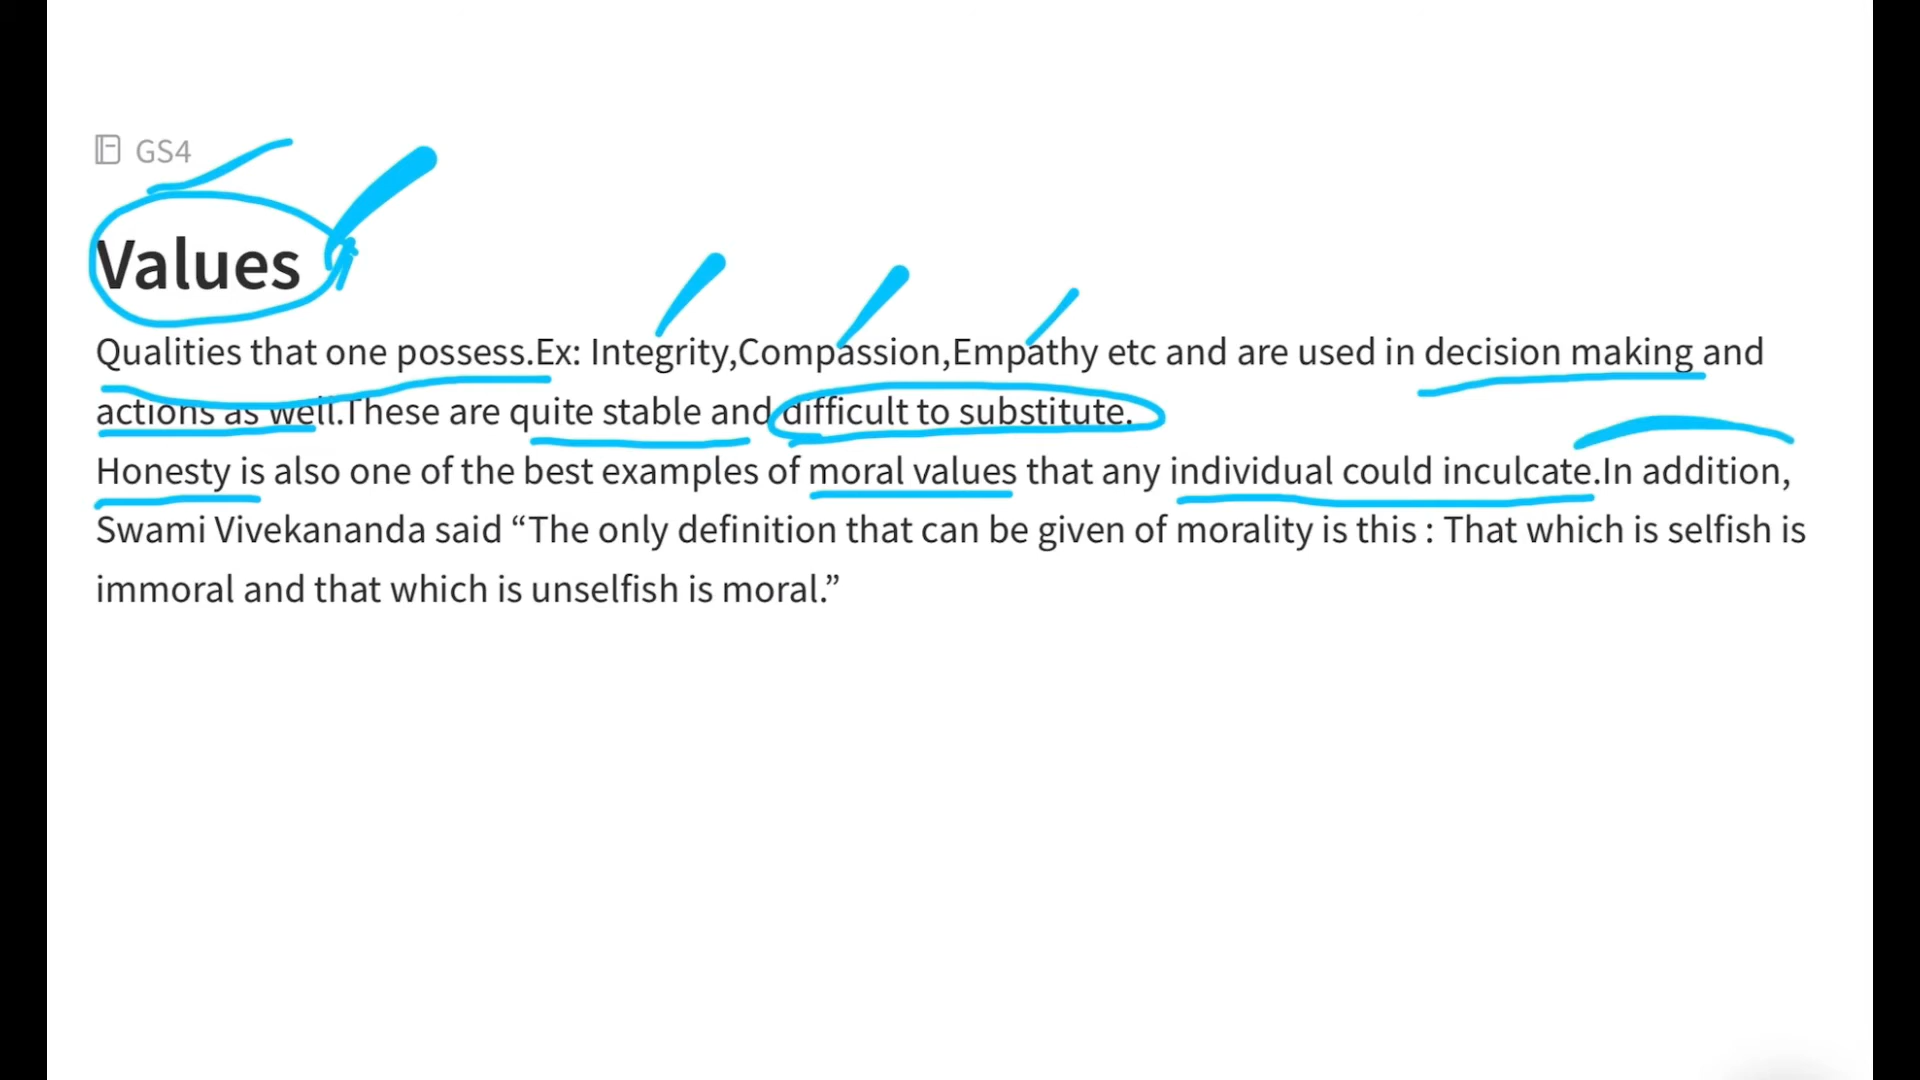 GS4
Values
Qualities that one possess.Ex: Integrity,Compassion,Empathy etc and are used in decision making and
actions as well.These are quite stable and difficult to substitute.
Honesty is also one of the best examples of moral values that any individual could inculcate.In addition,
Swami Vivekananda said “The only definition that can be given of morality is this : That which is selfish is
immoral and that which is unselfish is moral.”